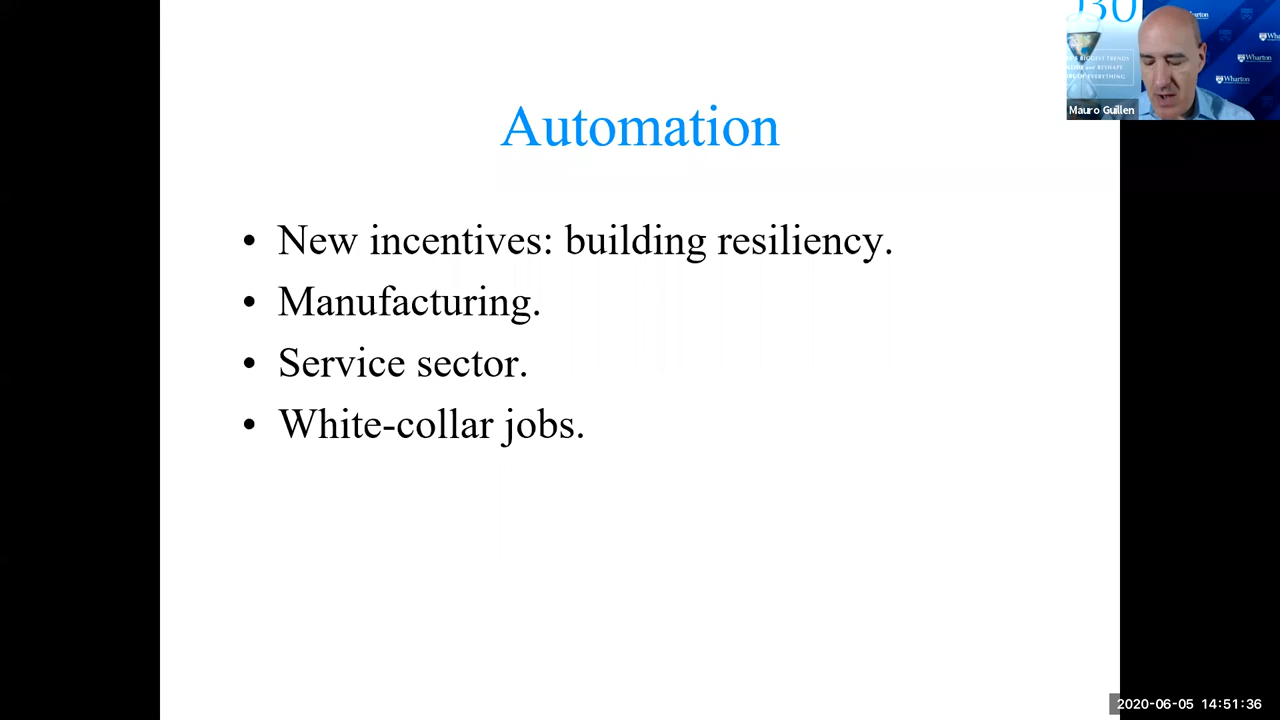 Automation
• New incentives: building resiliency.
• Manufacturing.
• Service sector.
• White-collar jobs.
Wharton
Wharton
Mauro Guillen
2020-06-05 14:51:36